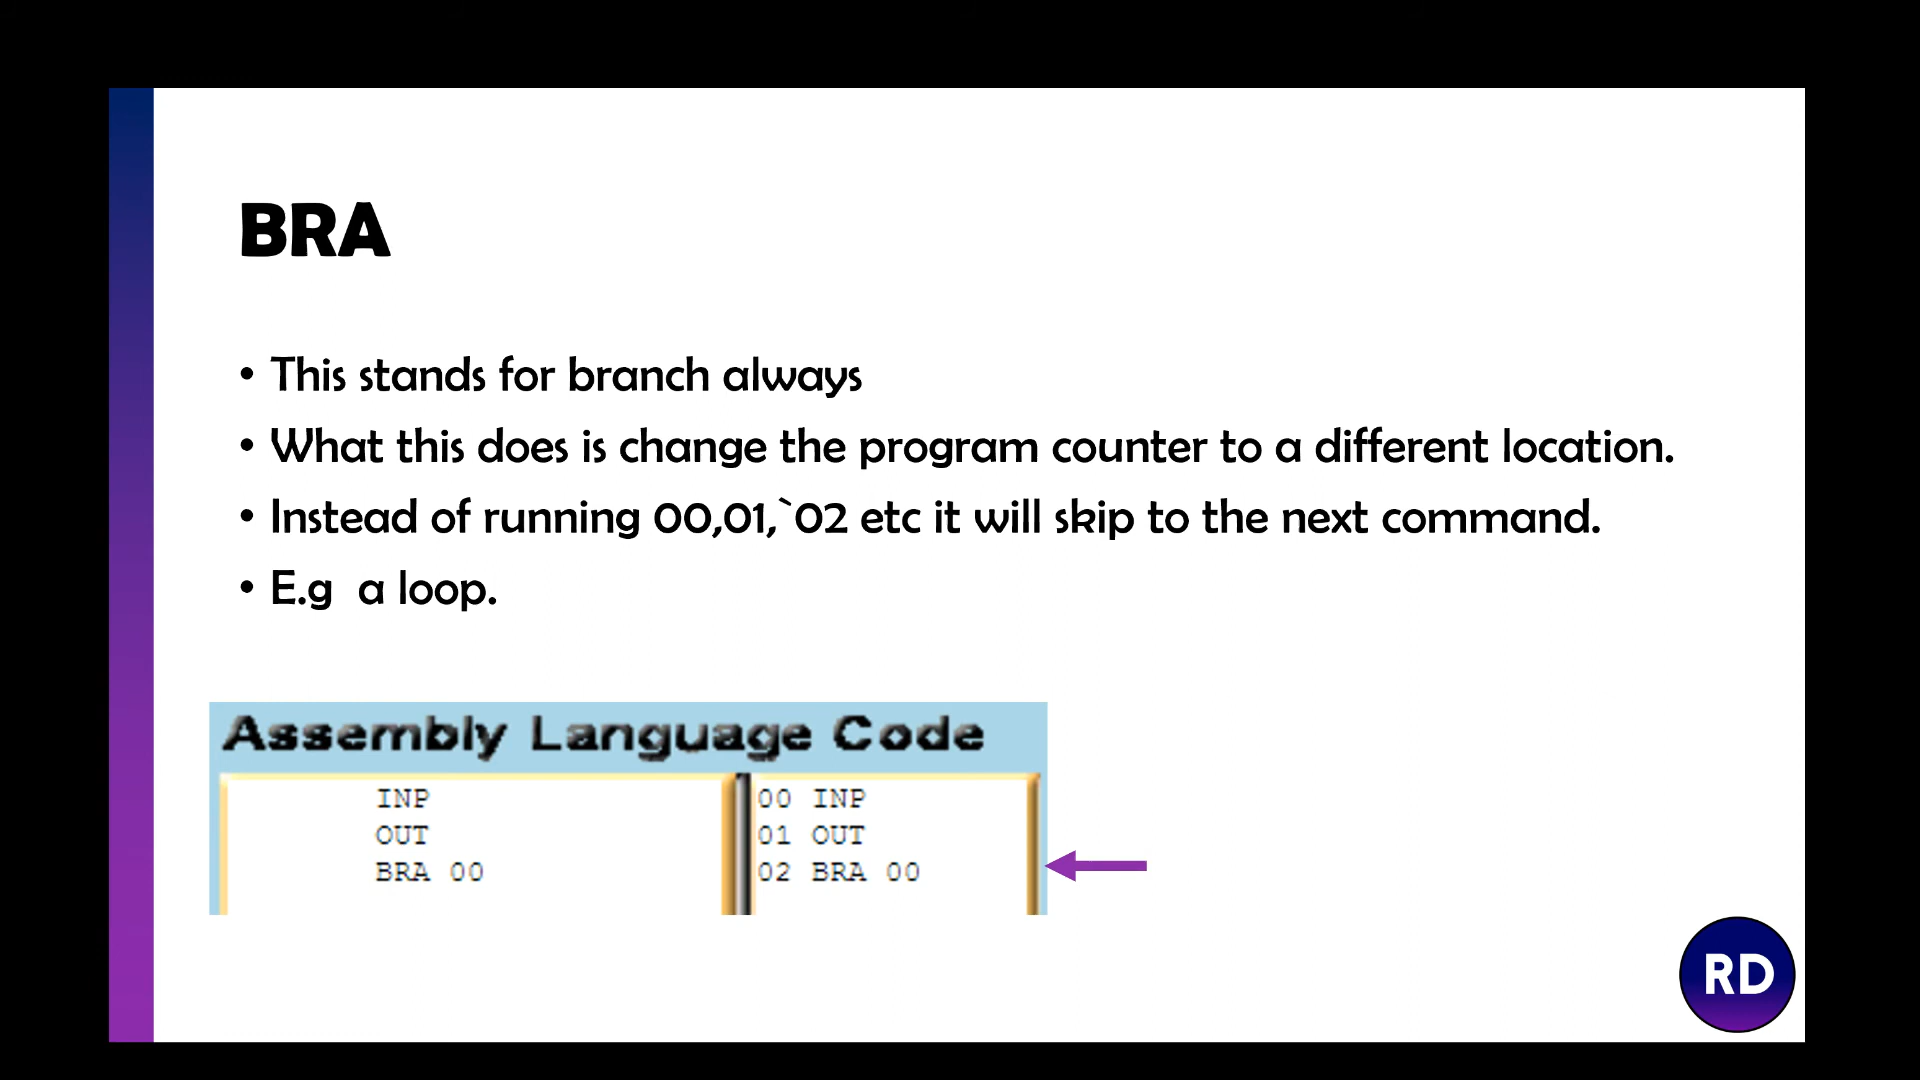 BRA
• This stands for branch always
• What this does is change the program counter to a different location.
• Instead of running 00,01,`02 etc it will skip to the next command.
• E.g  a loop.
Assembly Language Code
INP
OUT
BRA 00
00 INP
01 OUT
02 BRA 00
RD